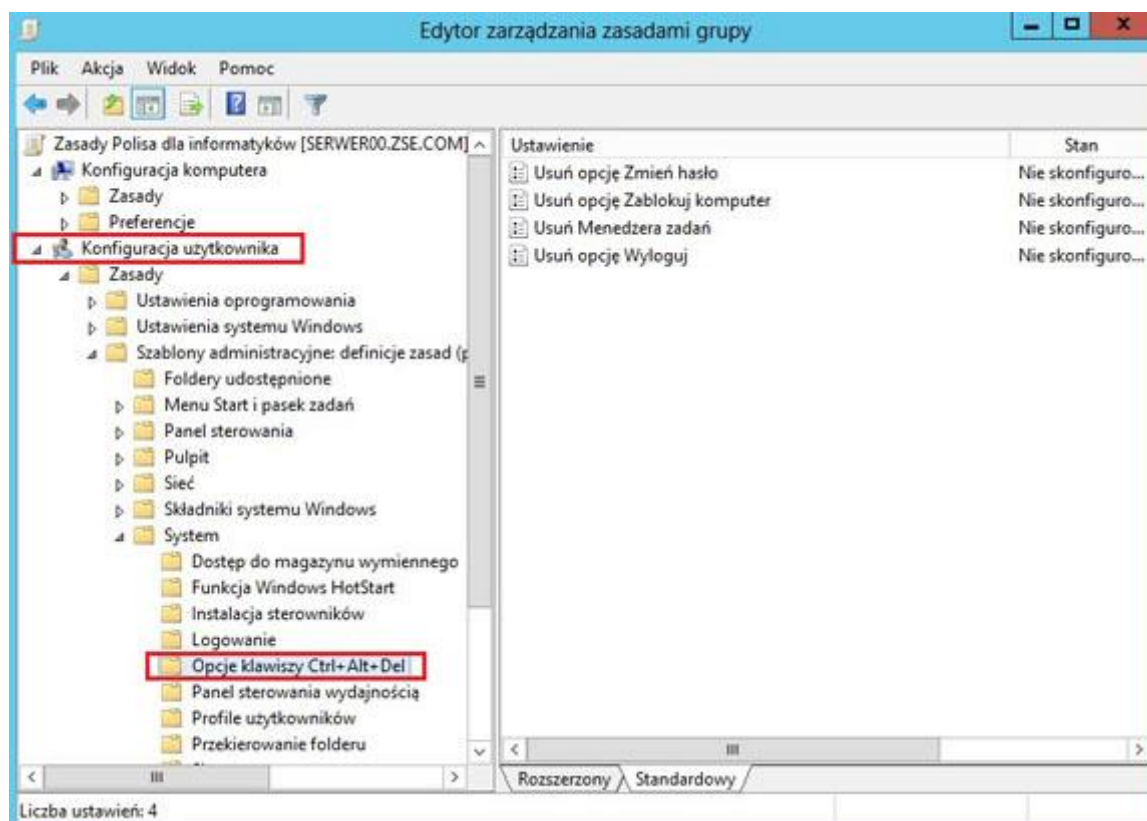 Edytor zarządzania zasadami grupy
Plik Akcja Widok Pomoc
Zasady Polisa dla informatyków [SERWER00.ZSE.COM]
Konfiguracja komputera
Zasady
Preferencje
Konfiguracja użytkownika
Zasady
Ustawienia oprogramowania
Ustawienia systemu Windows
Szablony administracyjne: definicje zasad (p
Foldery udostępnione
Menu Start i pasek zadań
Panel sterowania
Pulpit
Sieć
Składniki systemu Windows
System
Dostęp do magazynu wymiennego
Funkcja Windows HotStart
Instalacja sterowników
Logowanie
Opcje klawiszy Ctrl+Alt+Del
Panel sterowania wydajnością
Profile użytkowników
Przekierowanie folderu
Ustawienie Stan
Usuń opcję Zmień hasło Nie skonfiguro...
Usuń opcję Zablokuj komputer Nie skonfiguro...
Usuń Menedżera zadań Nie skonfiguro...
Usuń opcję Wyloguj Nie skonfiguro...
Rozszerzony Standardowy
Liczba ustawień: 4